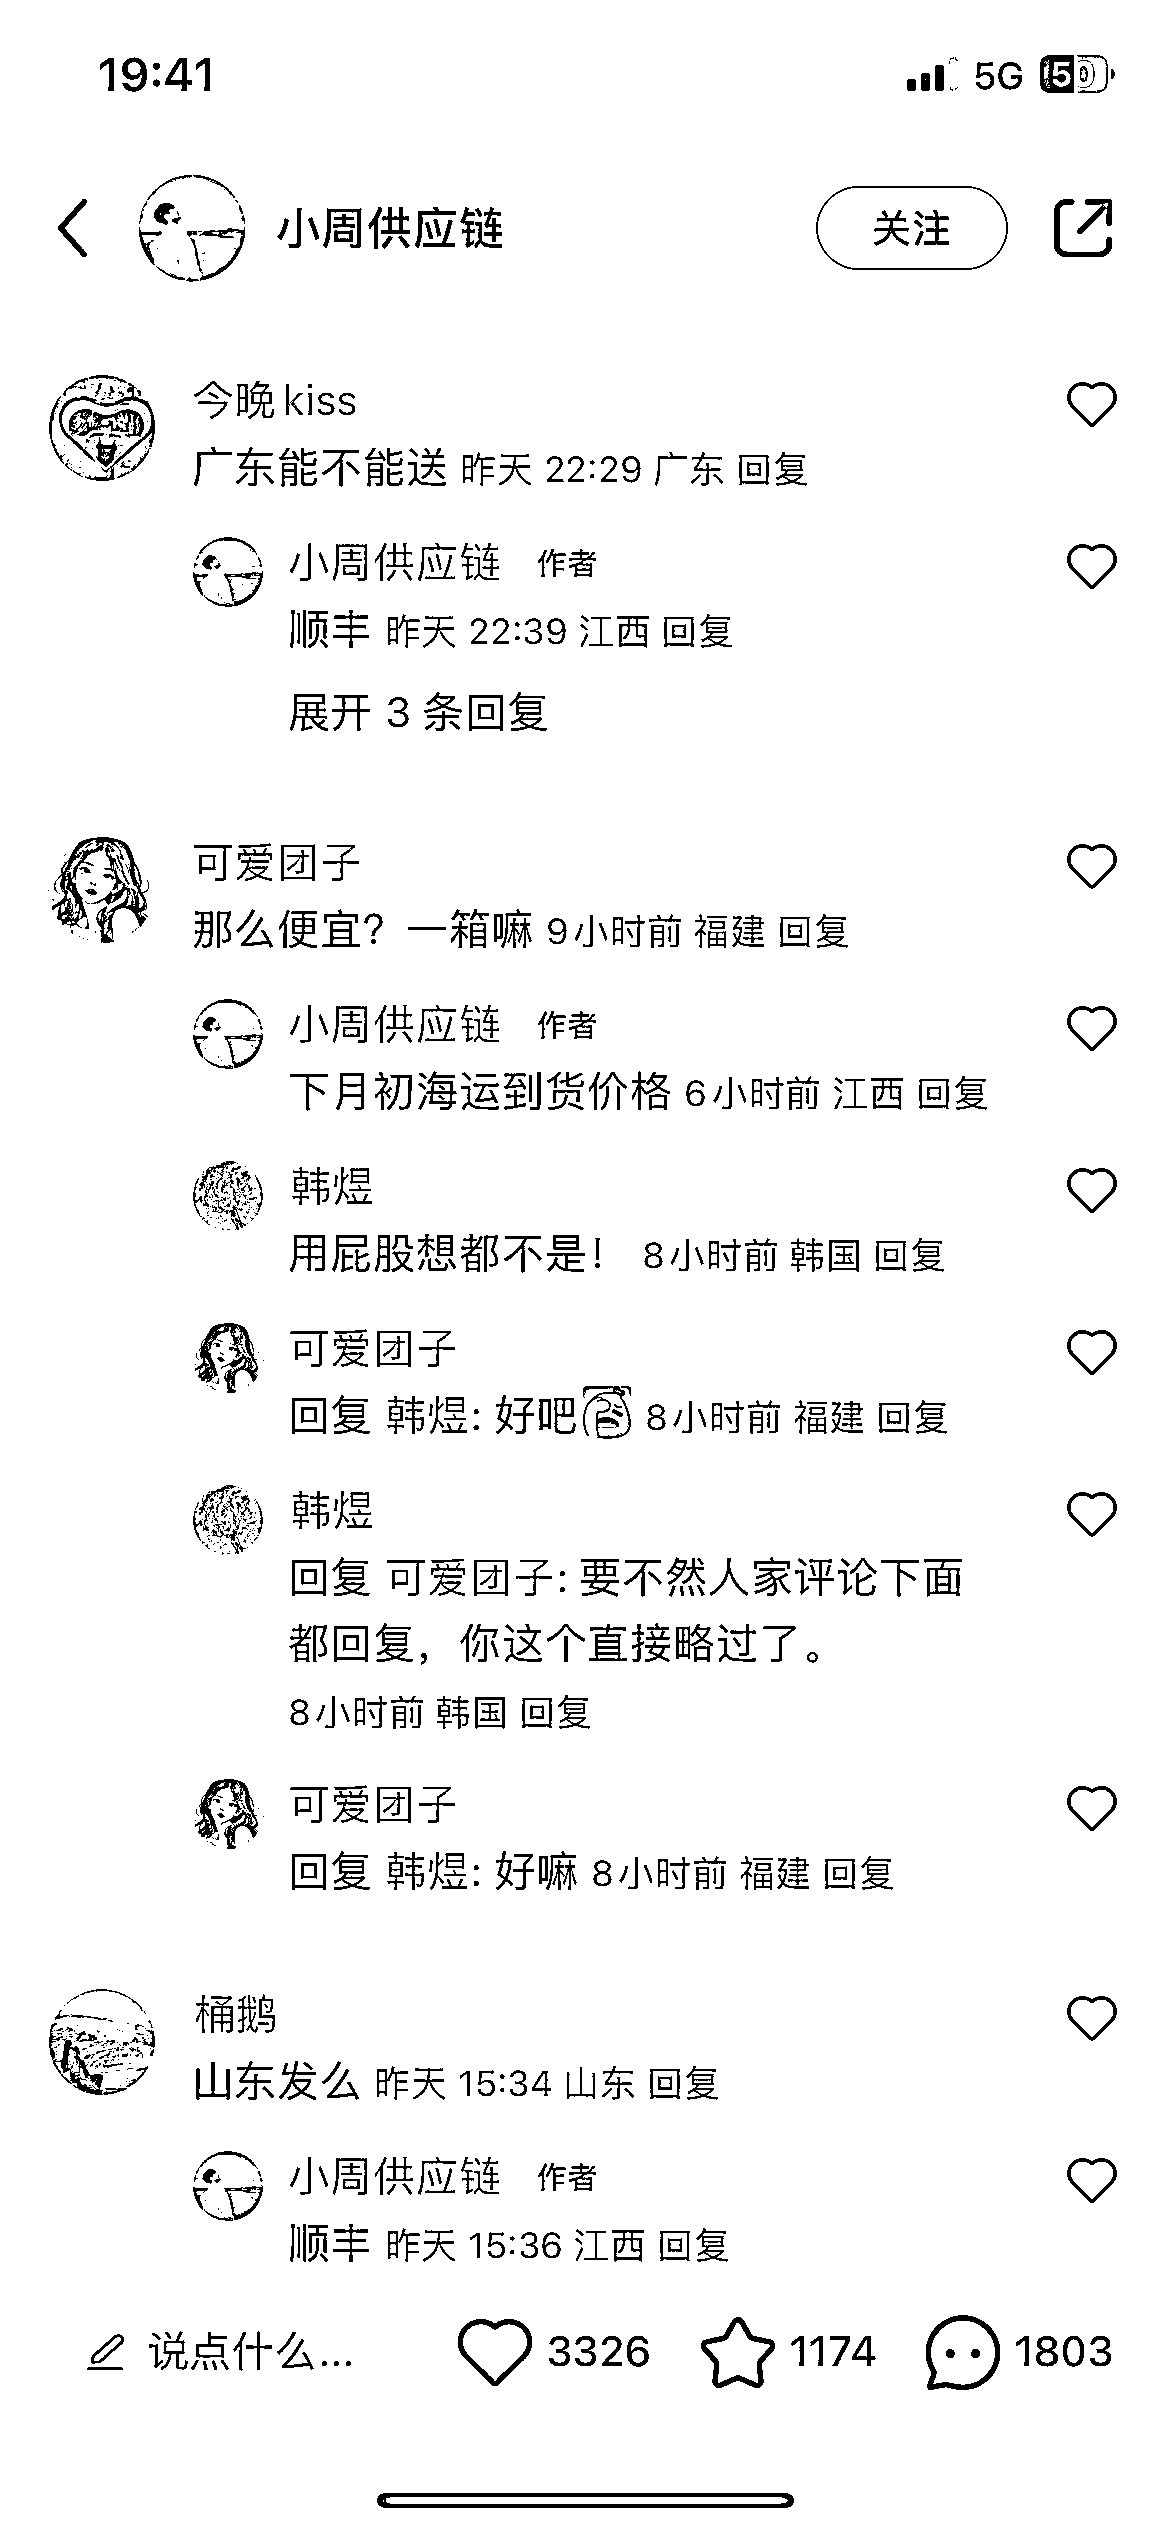 19:41 5G 50
小周供应链 关注
今晚kiss
广东能不能送 昨天 22:29 广东 回复
小周供应链 作者
顺丰 昨天 22:39 江西 回复
展开 3 条回复
可爱团子
那么便宜？一箱嘛 9小时前 福建 回复
小周供应链 作者
下月初海运到货价格 6小时前 江西 回复
韩煜
用屁股想都不是！ 8小时前 韩国 回复
可爱团子
回复 韩煜: 好吧 8小时前 福建 回复
韩煜
回复 可爱团子: 要不然人家评论下面
都回复，你这个直接略过了。
8小时前 韩国 回复
可爱团子
回复 韩煜: 好嘛 8小时前 福建 回复
桶鹅
山东发么 昨天 15:34 山东 回复
小周供应链 作者
顺丰 昨天 15:36 江西 回复
说点什么... 3326 1174 1803